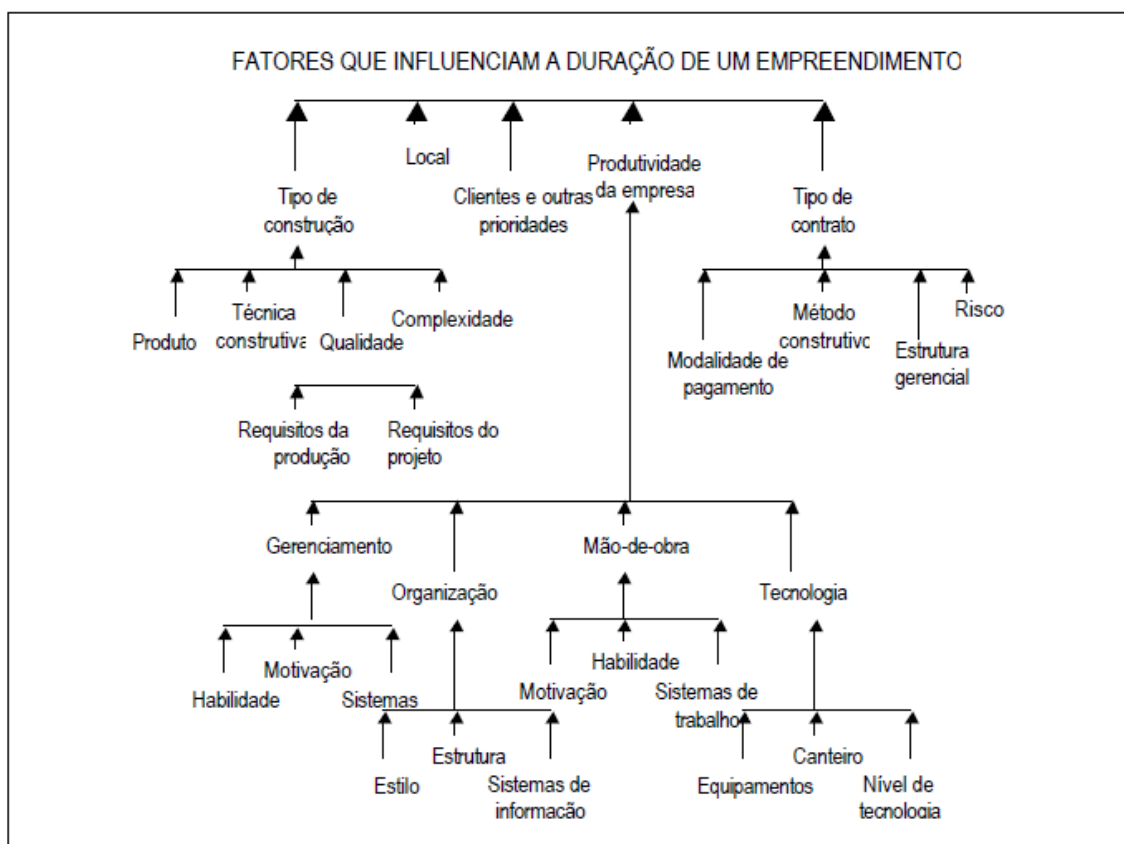 FATORES QUE INFLUENCIAM A DURAÇÃO DE UM EMPREENDIMENTO
Local
Produtividade
da empresa
Tipo de
construção
Clientes e outras
prioridades
Tipo de
contrato
Produto
Técnica
construtiva
Qualidade
Complexidade
Modalidade de
pagamento
Método
construtivo
Estrutura
gerencial
Risco
Requisitos da
produção
Requisitos do
projeto
Gerenciamento
Organização
Mão-de-obra
Tecnologia
Habilidade
Motivação
Sistemas
Motivação
Habilidade
Sistemas de
trabalho
Estilo
Estrutura
Sistemas de
informação
Equipamentos
Canteiro
Nível de
tecnologia